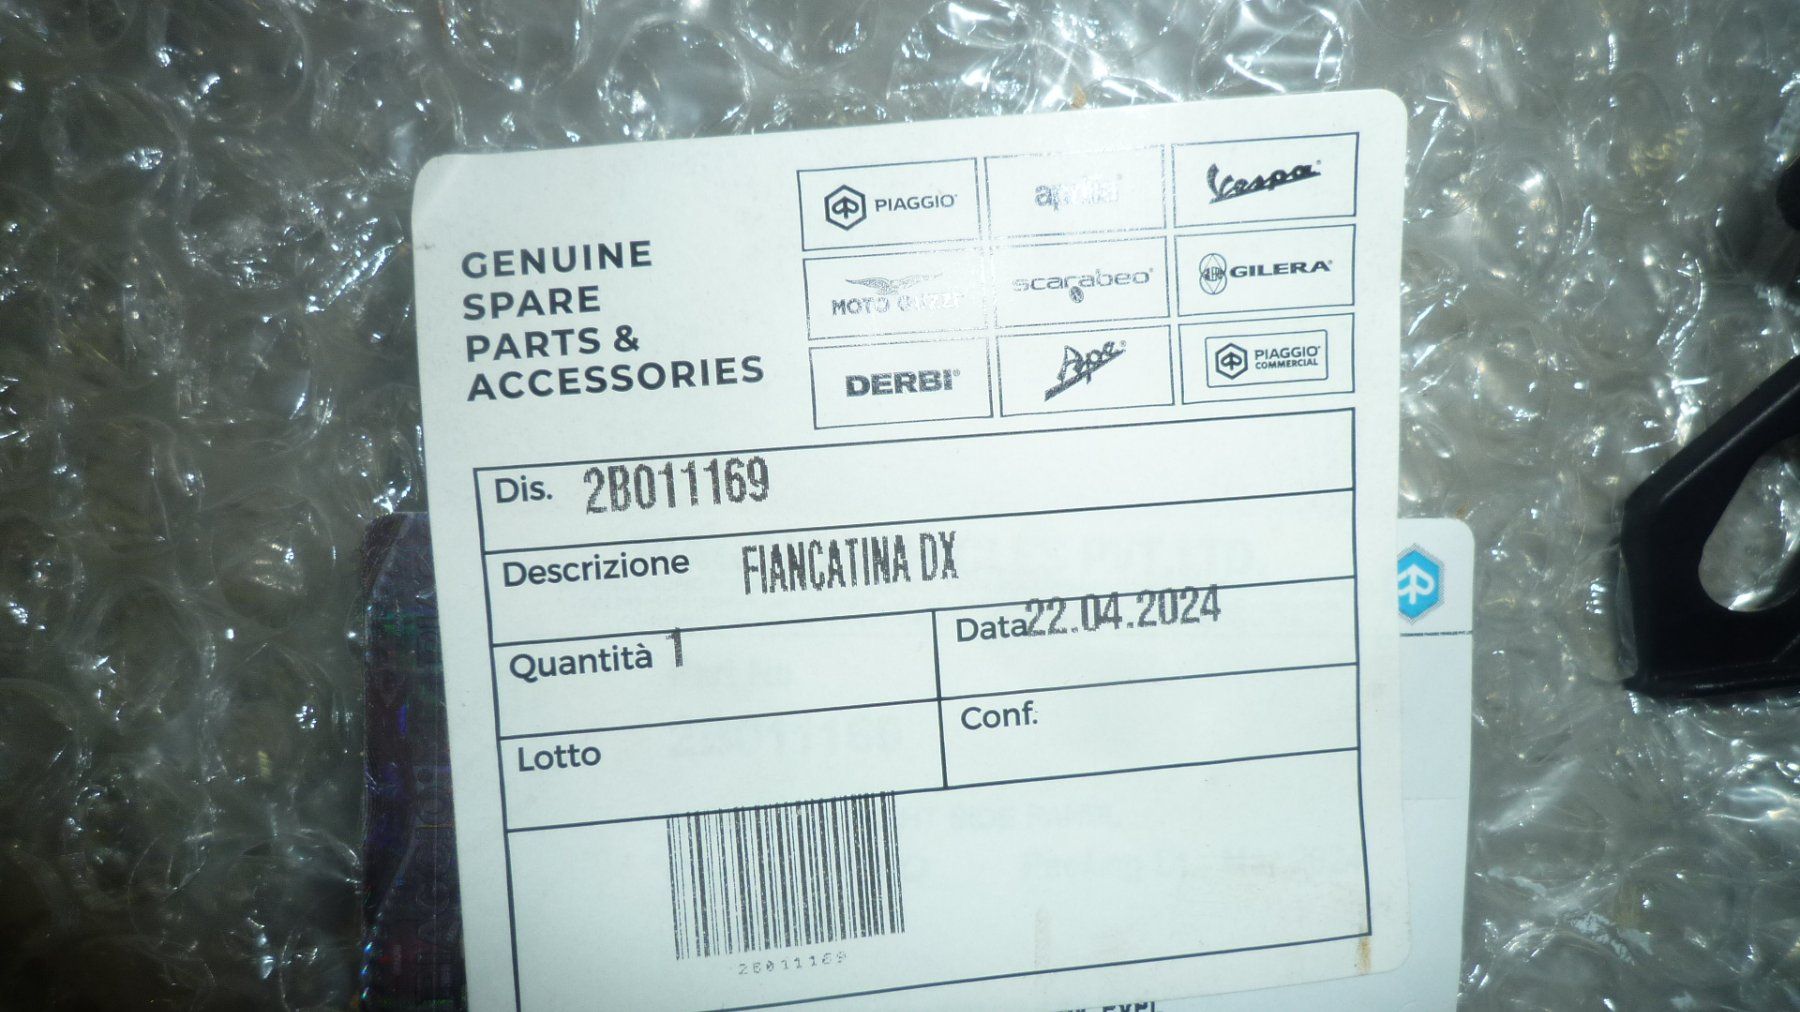 GENUINE
SPARE
PARTS &
ACCESSORIES
PIAGGIO® aprilia® Vespa®
MOTO GUZZI scarabeo® GILERA®
DERBI® Ape® PIAGGIO® COMMERCIAL
Dis. 2B011169
Descrizione FIANCATINA DX
Quantità 1 Data 22.04.2024
Lotto Conf.
2B011169